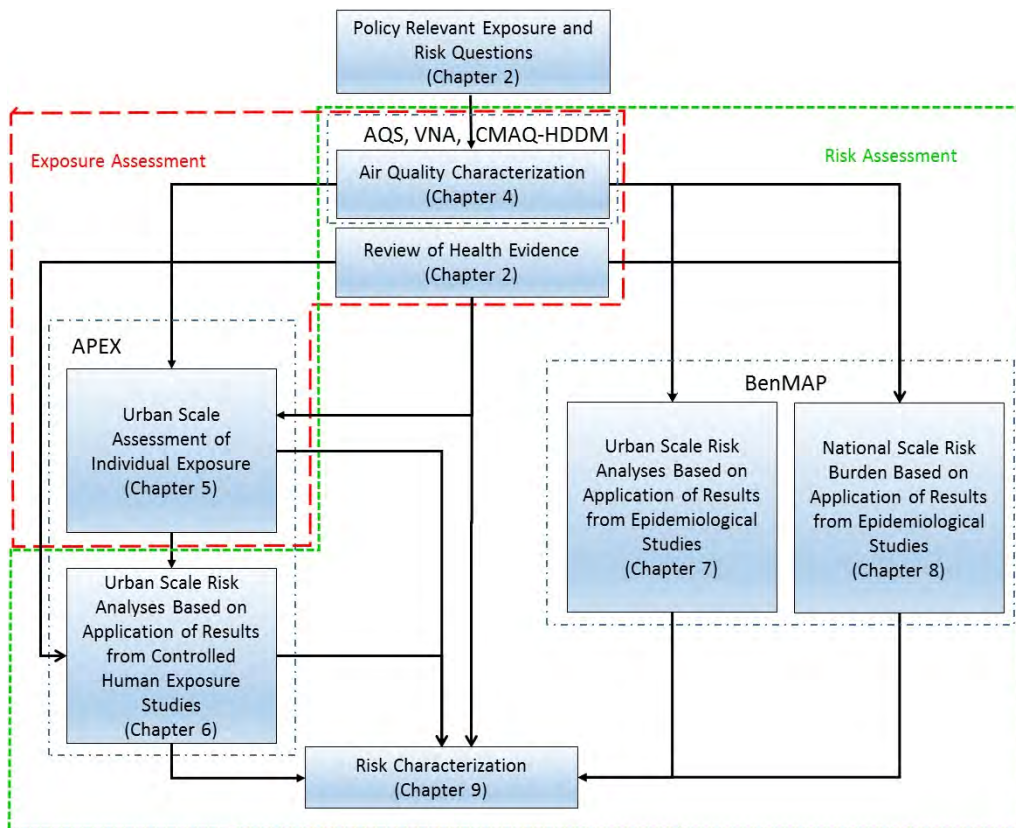 Policy Relevant Exposure and
Risk Questions
(Chapter 2)
AQS, VNA, CMAQ-HDDM
Exposure Assessment
Risk Assessment
Air Quality Characterization
(Chapter 4)
Review of Health Evidence
(Chapter 2)
APEX
BenMAP
Urban Scale
Assessment of
Individual Exposure
(Chapter 5)
Urban Scale Risk
Analyses Based on
Application of Results
from Epidemiological
Studies
(Chapter 7)
National Scale Risk
Burden Based on
Application of Results
from Epidemiological
Studies
(Chapter 8)
Urban Scale Risk
Analyses Based on
Application of Results
from Controlled
Human Exposure
Studies
(Chapter 6)
Risk Characterization
(Chapter 9)